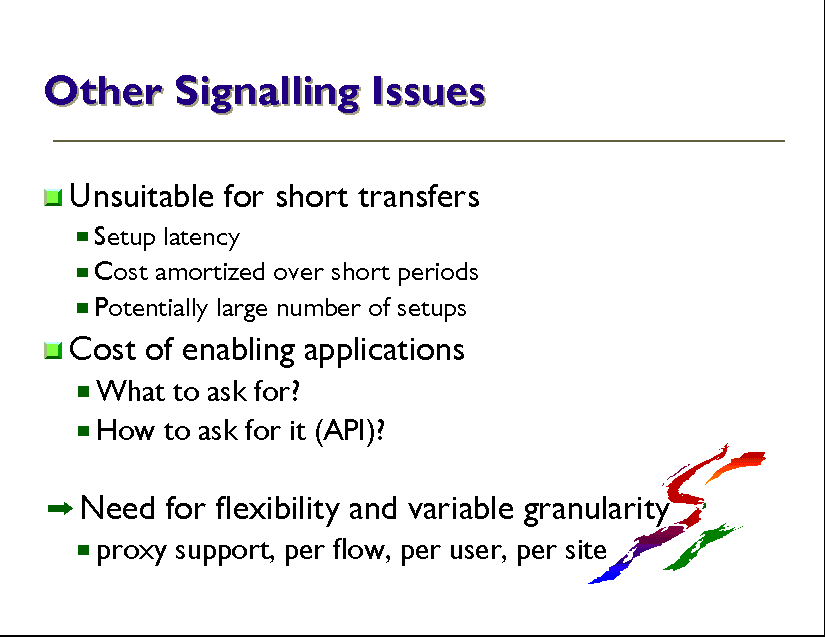 Other Signalling Issues
Unsuitable for short transfers
Setup latency
Cost amortized over short periods
Potentially large number of setups
Cost of enabling applications
What to ask for?
How to ask for it (API)?
Need for flexibility and variable granularity
proxy support, per flow, per user, per site